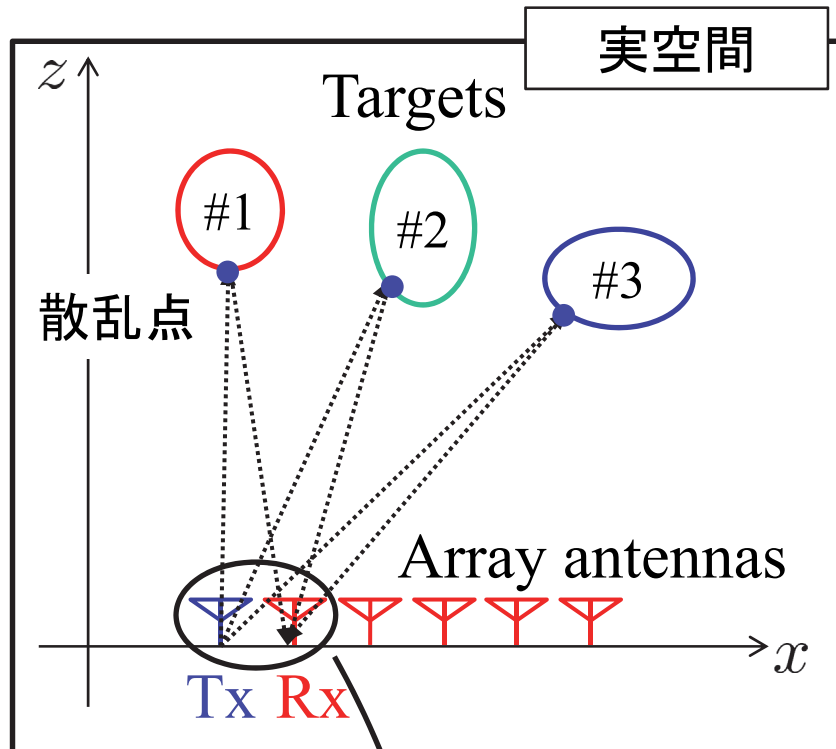 実空間
z
Targets
#1
#2
#3
散乱点
Array antennas
x
Tx Rx